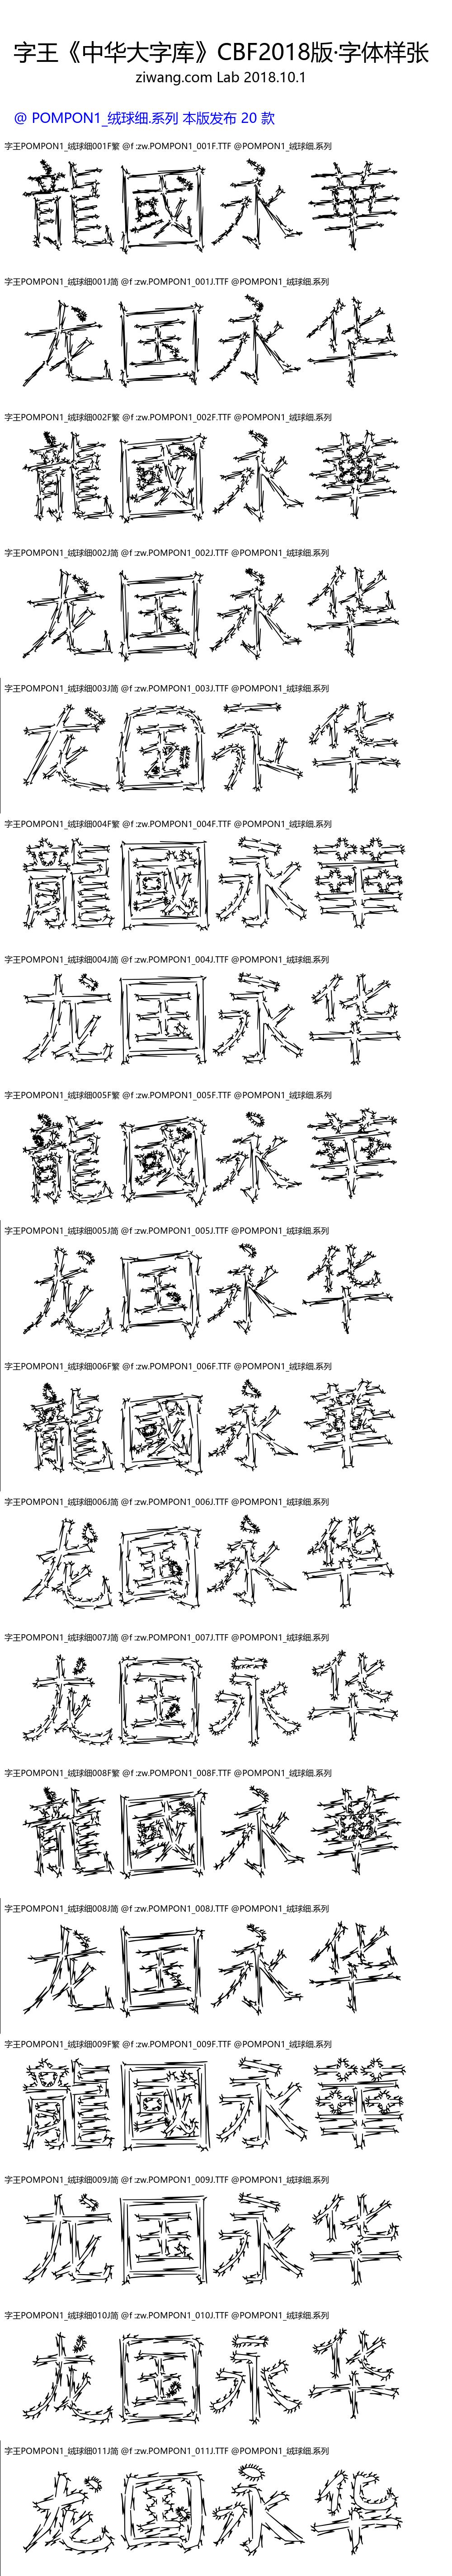 字王《中华大字库》CBF2018版·字体样张
ziwang.com Lab 2018.10.1
@ POMPON1_绒球细.系列 本版发布 20 款
字王POMPON1_绒球细001F繁 @f :zw.POMPON1_001F.TTF @POMPON1_绒球细.系列
龍國永華
字王POMPON1_绒球细001J简 @f :zw.POMPON1_001J.TTF @POMPON1_绒球细.系列
龙国永华
字王POMPON1_绒球细002F繁 @f :zw.POMPON1_002F.TTF @POMPON1_绒球细.系列
龍國永華
字王POMPON1_绒球细002J简 @f :zw.POMPON1_002J.TTF @POMPON1_绒球细.系列
龙国永华
字王POMPON1_绒球细003J简 @f :zw.POMPON1_003J.TTF @POMPON1_绒球细.系列
龙国永华
字王POMPON1_绒球细004F繁 @f :zw.POMPON1_004F.TTF @POMPON1_绒球细.系列
龍國永華
字王POMPON1_绒球细004J简 @f :zw.POMPON1_004J.TTF @POMPON1_绒球细.系列
龙国永华
字王POMPON1_绒球细005F繁 @f :zw.POMPON1_005F.TTF @POMPON1_绒球细.系列
龍國永華
字王POMPON1_绒球细005J简 @f :zw.POMPON1_005J.TTF @POMPON1_绒球细.系列
龙国永华
字王POMPON1_绒球细006F繁 @f :zw.POMPON1_006F.TTF @POMPON1_绒球细.系列
龍國永華
字王POMPON1_绒球细006J简 @f :zw.POMPON1_006J.TTF @POMPON1_绒球细.系列
龙国永华
字王POMPON1_绒球细007J简 @f :zw.POMPON1_007J.TTF @POMPON1_绒球细.系列
龙国永华
字王POMPON1_绒球细008F繁 @f :zw.POMPON1_008F.TTF @POMPON1_绒球细.系列
龍國永華
字王POMPON1_绒球细008J简 @f :zw.POMPON1_008J.TTF @POMPON1_绒球细.系列
龙国永华
字王POMPON1_绒球细009F繁 @f :zw.POMPON1_009F.TTF @POMPON1_绒球细.系列
龍國永華
字王POMPON1_绒球细009J简 @f :zw.POMPON1_009J.TTF @POMPON1_绒球细.系列
龙国永华
字王POMPON1_绒球细010J简 @f :zw.POMPON1_010J.TTF @POMPON1_绒球细.系列
龙国永华
字王POMPON1_绒球细011J简 @f :zw.POMPON1_011J.TTF @POMPON1_绒球细.系列
龙国永华